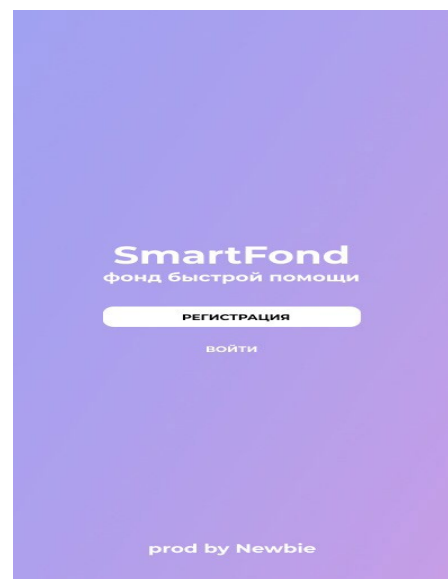 SmartFond
фонд быстрой помощи
РЕГИСТРАЦИЯ
ВОЙТИ
prod by Newbie